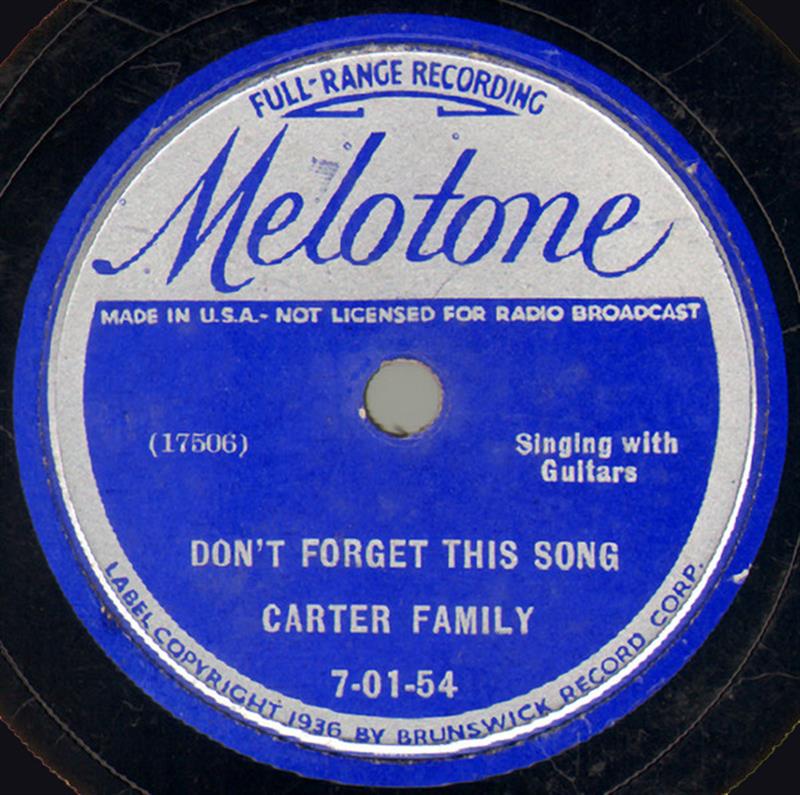 FULL-RANGE RECORDING
Melotone
MADE IN U.S.A.- NOT LICENSED FOR RADIO BROADCAST
(17506)
Singing with
Guitars
DON'T FORGET THIS SONG
CARTER FAMILY
7-01-54
LABEL COPYRIGHT 1936 BY BRUNSWICK RECORD CORP.